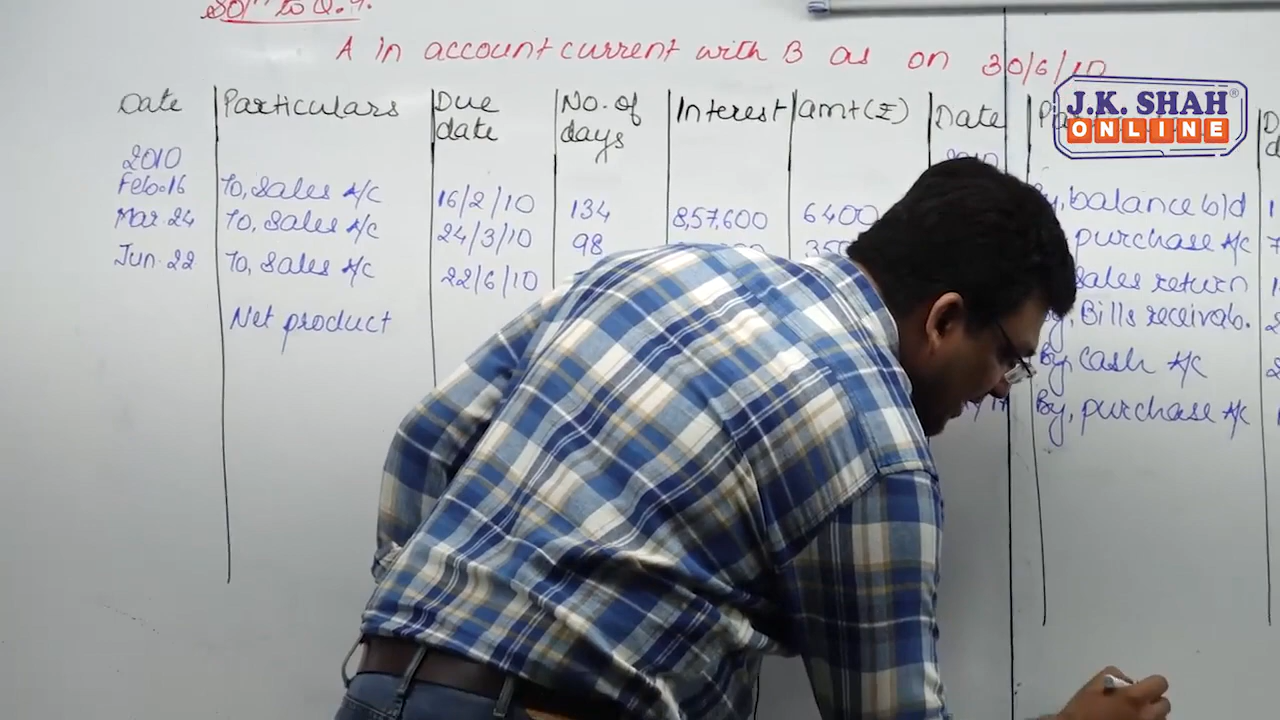 Solⁿ to Q.9.
A in account current with B as on 30/6/10
J.K. SHAH®
ONLINE
Date Particulars Due date No. of days Interest amt(₹) Date
2010 2010
Feb.16 To, Sales A/C 16/2/10 134 8,57,600 6400 By, balance b/d
Mar.24 To, Sales A/C 24/3/10 98 purchase A/C
Jun.22 To, Sales A/C 22/6/10 Sales return
Net product By, Bills receivab.
By, cash A/C
By, purchase A/C